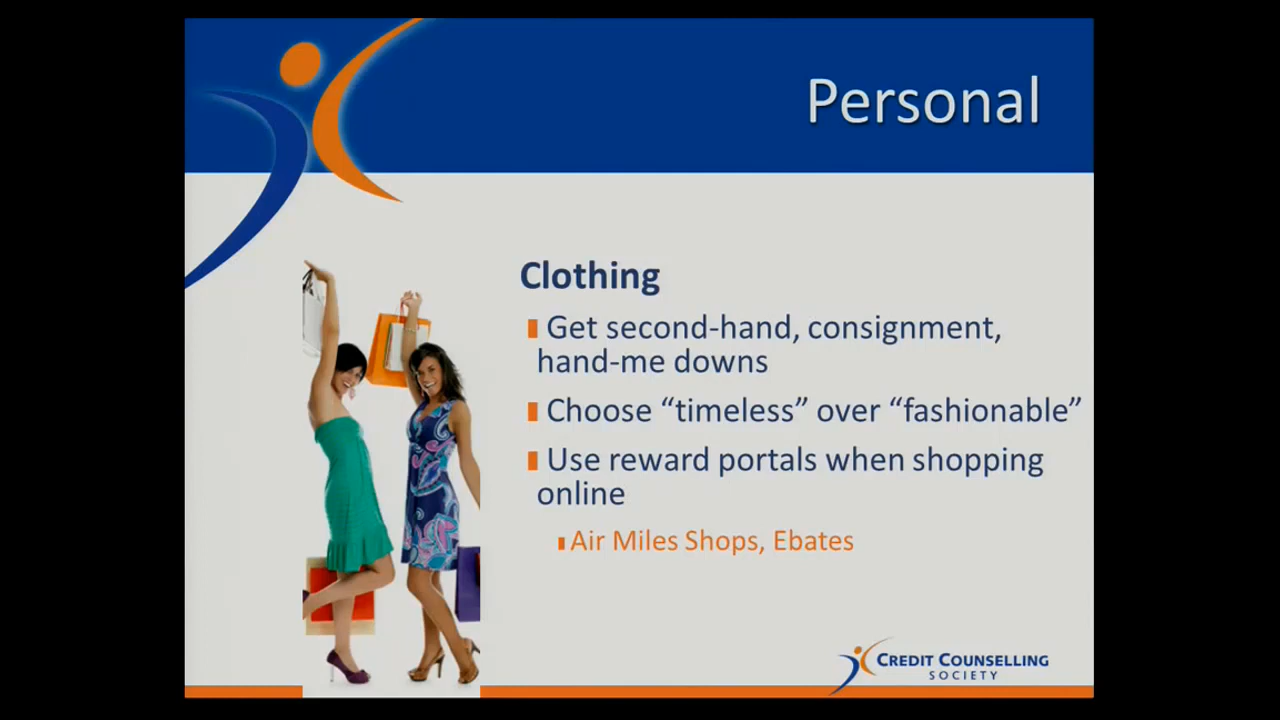 Personal
Clothing
Get second-hand, consignment,
hand-me downs
Choose “timeless” over “fashionable”
Use reward portals when shopping
online
Air Miles Shops, Ebates
CREDIT COUNSELLING
SOCIETY